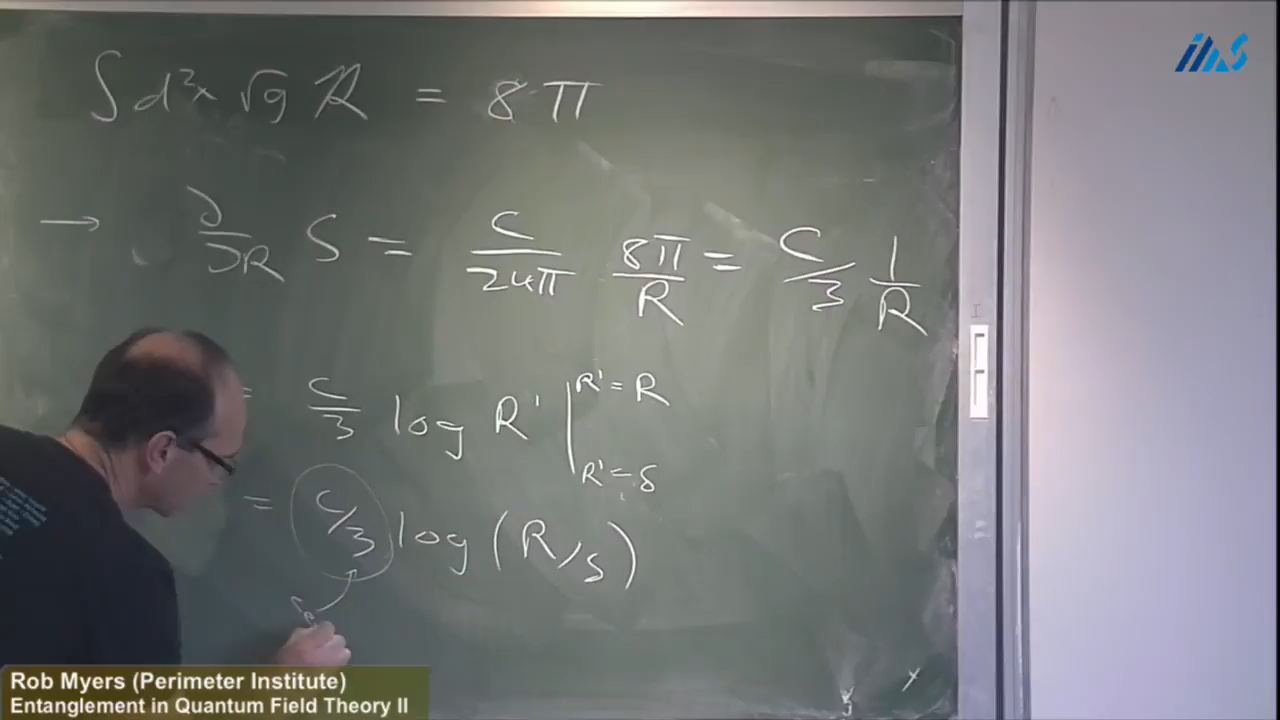 ∫ d²x √g R = 8π
→ ∂/∂R S = C/24π 8π/R = C/3 1/R
= C/3 log R' | R'=R R'=δ
= C/3 log (R/δ)
Rob Myers (Perimeter Institute)
Entanglement in Quantum Field Theory II